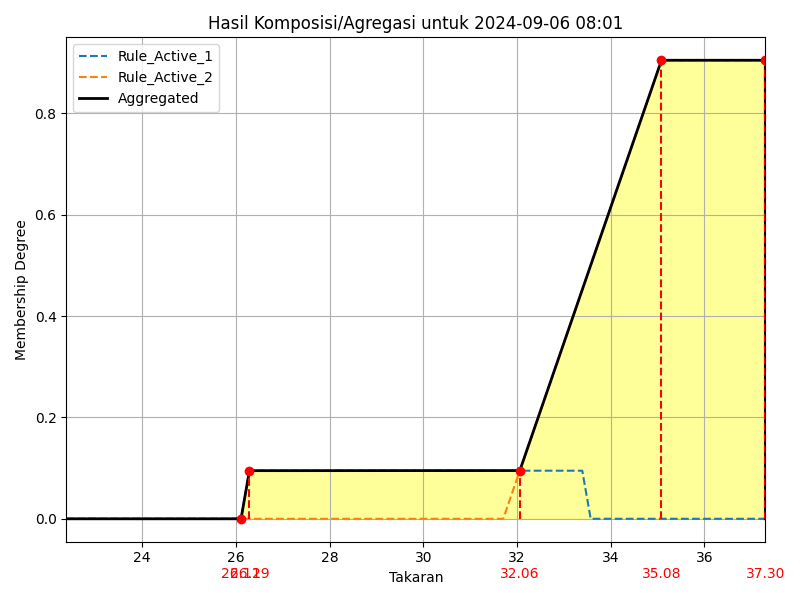 Hasil Komposisi/Agregasi untuk 2024-09-06 08:01
Rule_Active_1
Rule_Active_2
Aggregated
Membership Degree
0.8
0.6
0.4
0.2
0.0
24 26 28 30 32 34 36
26.29 32.06 35.08 37.30
Takaran